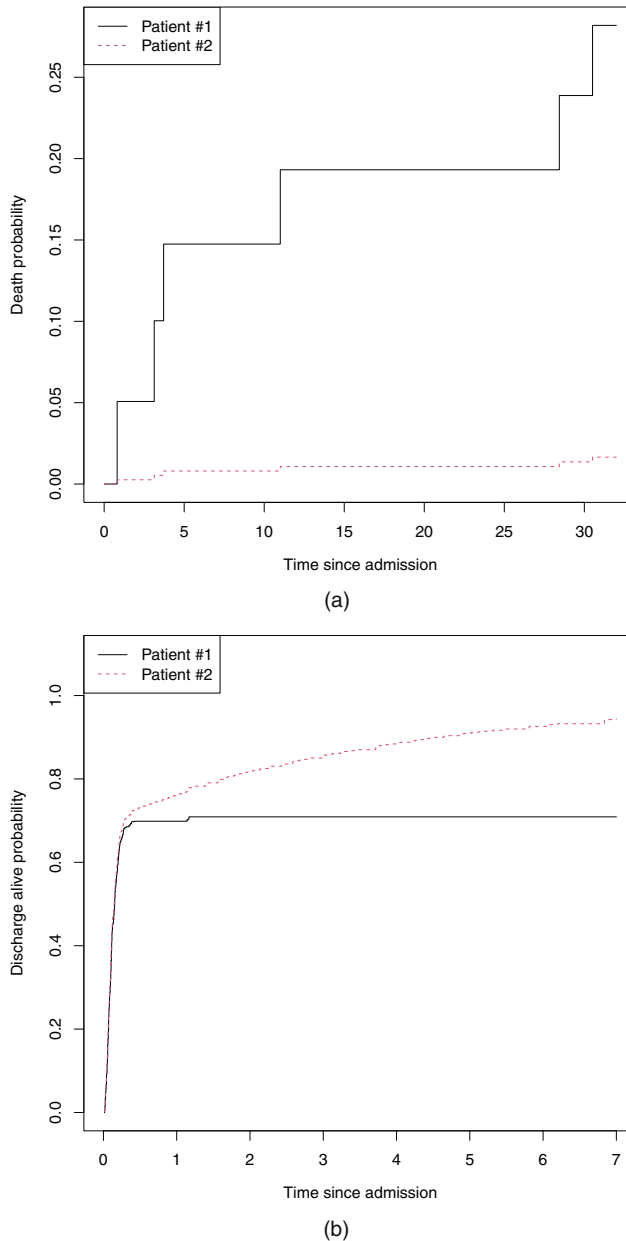 Patient #1
Patient #2
0.25
0.20
0.15
0.10
0.05
0.00
Death probability
0 5 10 15 20 25 30
Time since admission
(a)
Patient #1
Patient #2
1.0
0.8
0.6
0.4
0.2
0.0
Discharge alive probability
0 1 2 3 4 5 6 7
Time since admission
(b)